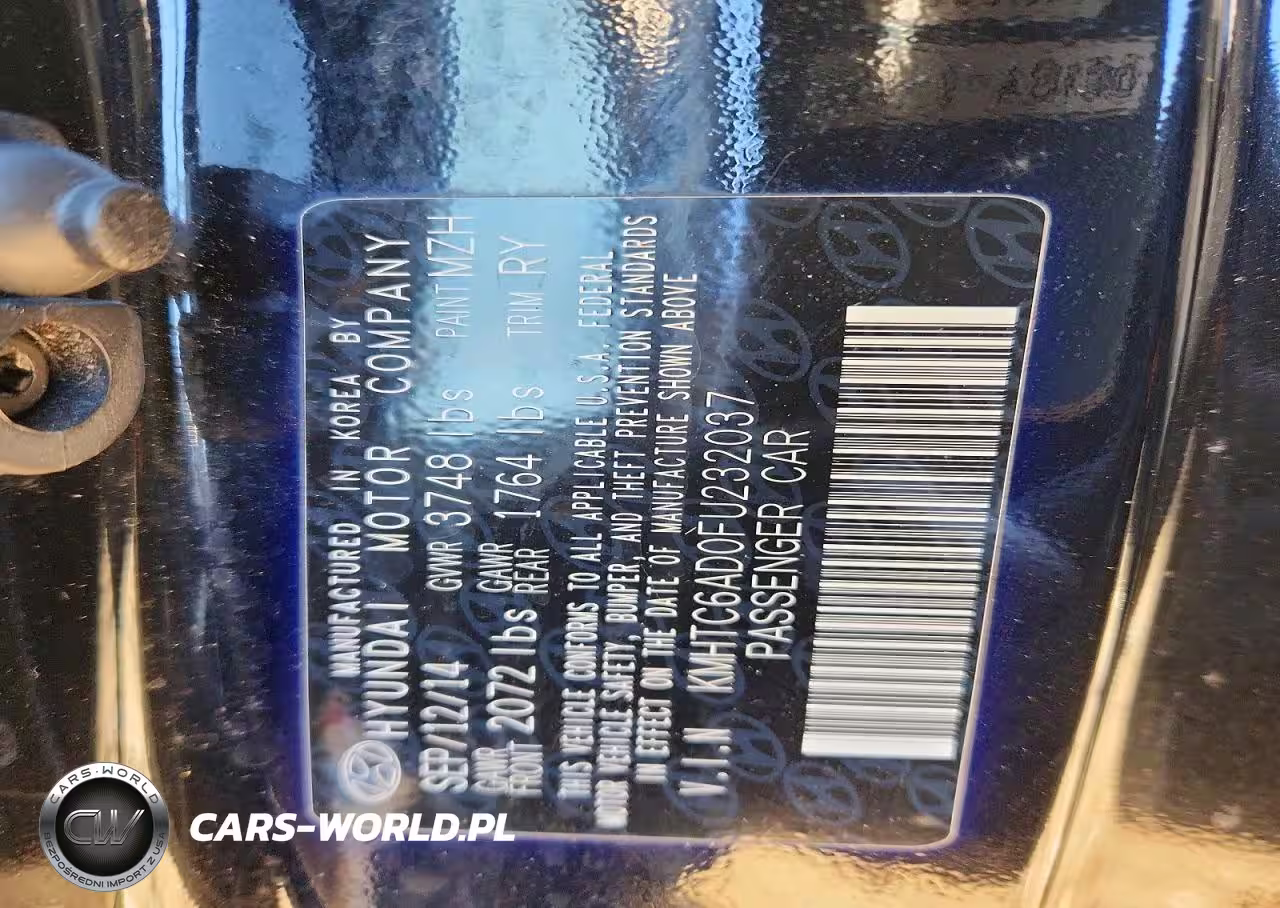 MANUFACTURED IN KOREA BY
HYUNDAI MOTOR COMPANY
SEP/12/14 GVWR 3748 lbs PAINT MZH
GAWR FRONT 2072 lbs GAWR REAR 1764 lbs TRIM RY
THIS VEHICLE CONFORMS TO ALL APPLICABLE U.S.A. FEDERAL
MOTOR VEHICLE SAFETY, BUMPER, AND THEFT PREVENTION STANDARDS
IN EFFECT ON THE DATE OF MANUFACTURE SHOWN ABOVE
V.I.N KMHTC6AD0FU232037
PASSENGER CAR
CARS-WORLD
CW
BEZPOŚREDNI IMPORT Z USA
CARS-WORLD.PL